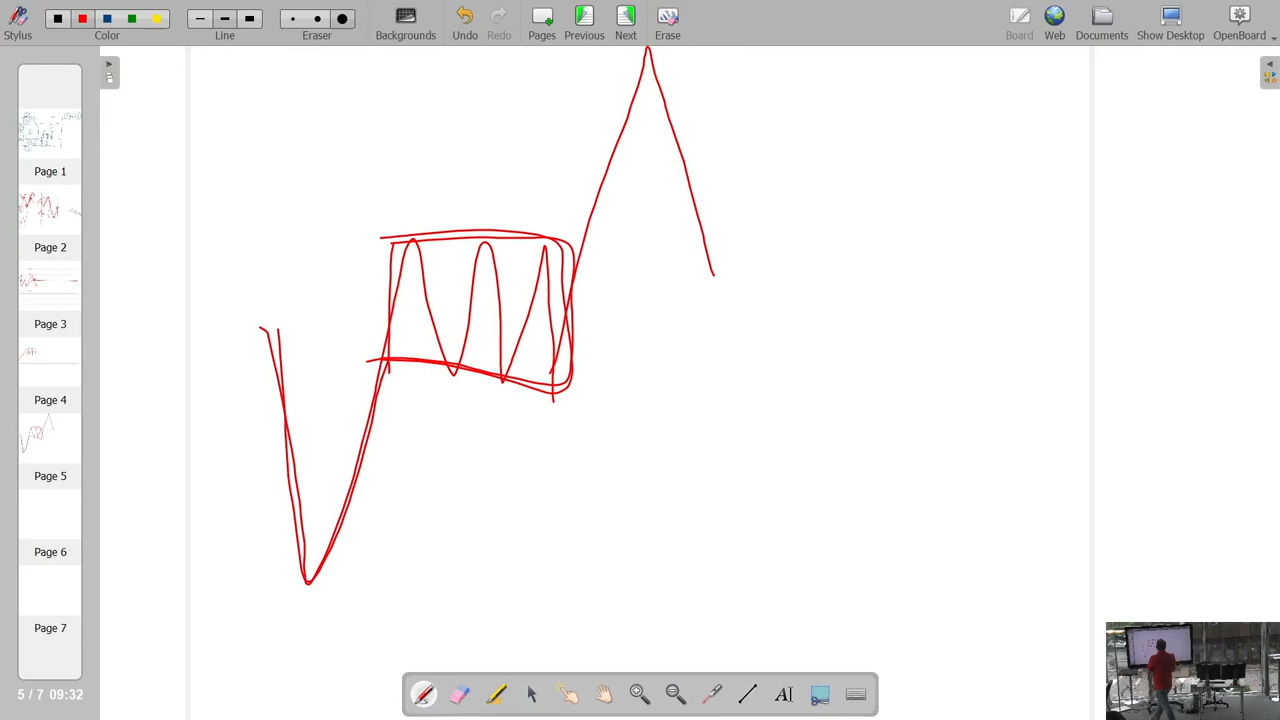 Stylus
Color
Line
Eraser
Backgrounds
Undo
Redo
Pages
Previous
Next
Erase
Board
Web
Documents
Show Desktop
OpenBoard
Page 1
Page 2
Page 3
Page 4
Page 5
Page 6
Page 7
5 / 7 09:32